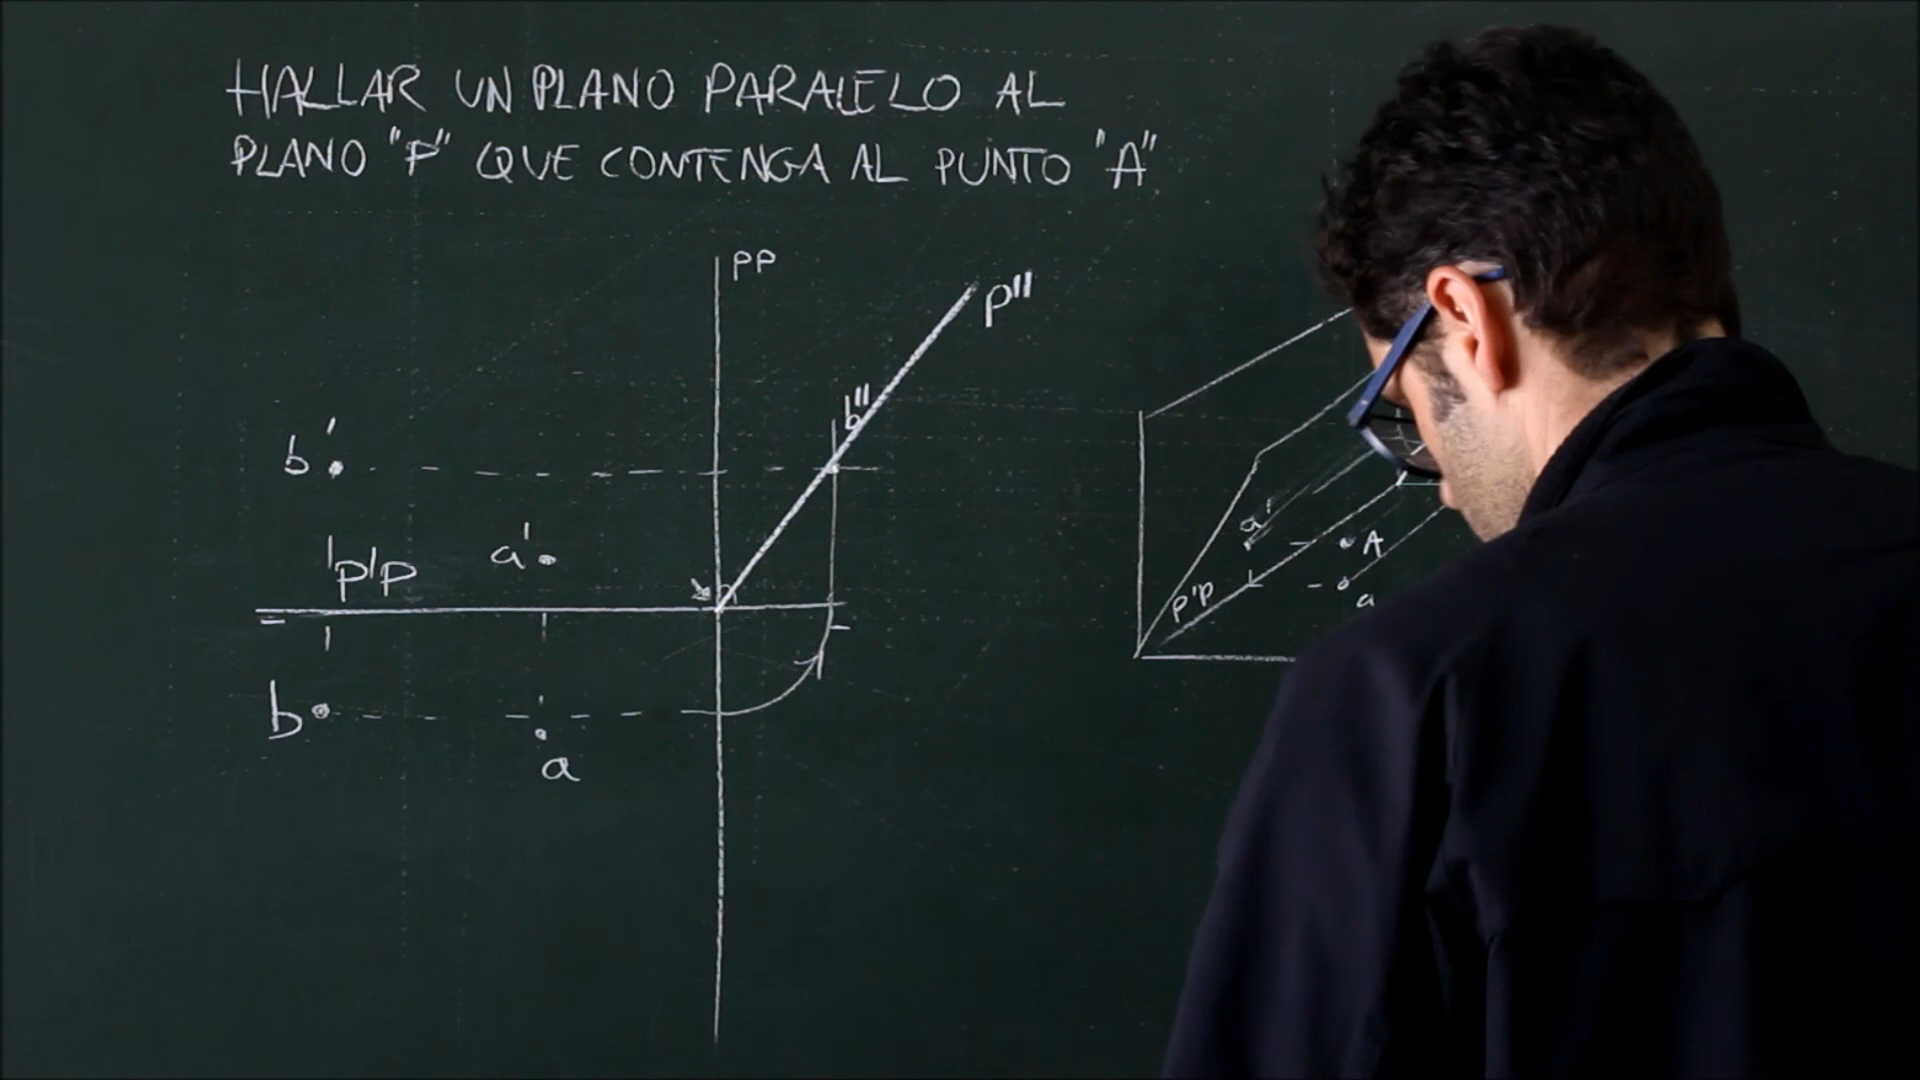 HALLAR UN PLANO PARALELO AL
PLANO "P" QUE CONTENGA AL PUNTO "A"
PP
p''
b''
b'
p'p
a'
b
a
a'
A
p'p
a